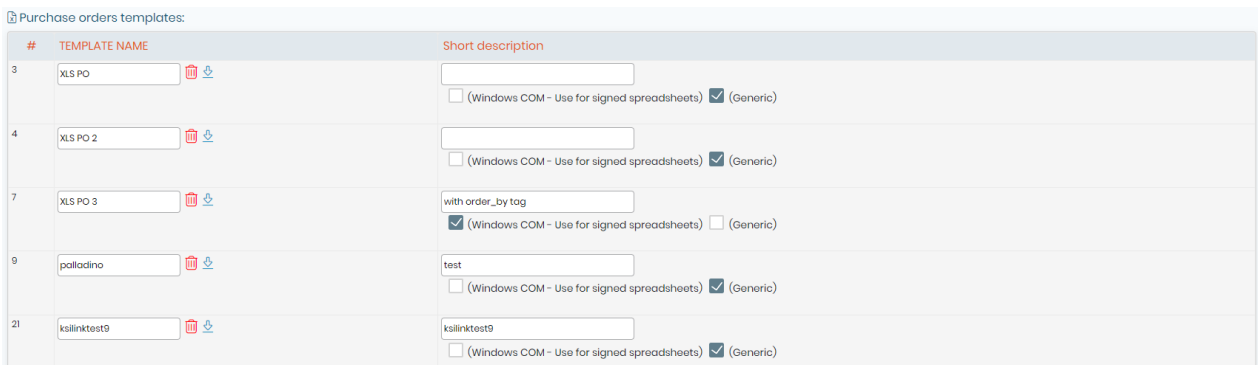 Purchase orders templates:
# TEMPLATE NAME Short description
3 XLS PO
(Windows COM - Use for signed spreadsheets) (Generic)
4 XLS PO 2
(Windows COM - Use for signed spreadsheets) (Generic)
7 XLS PO 3 with order_by tag
(Windows COM - Use for signed spreadsheets) (Generic)
9 palladino test
(Windows COM - Use for signed spreadsheets) (Generic)
21 ksilinktest9 ksilinktest9
(Windows COM - Use for signed spreadsheets) (Generic)